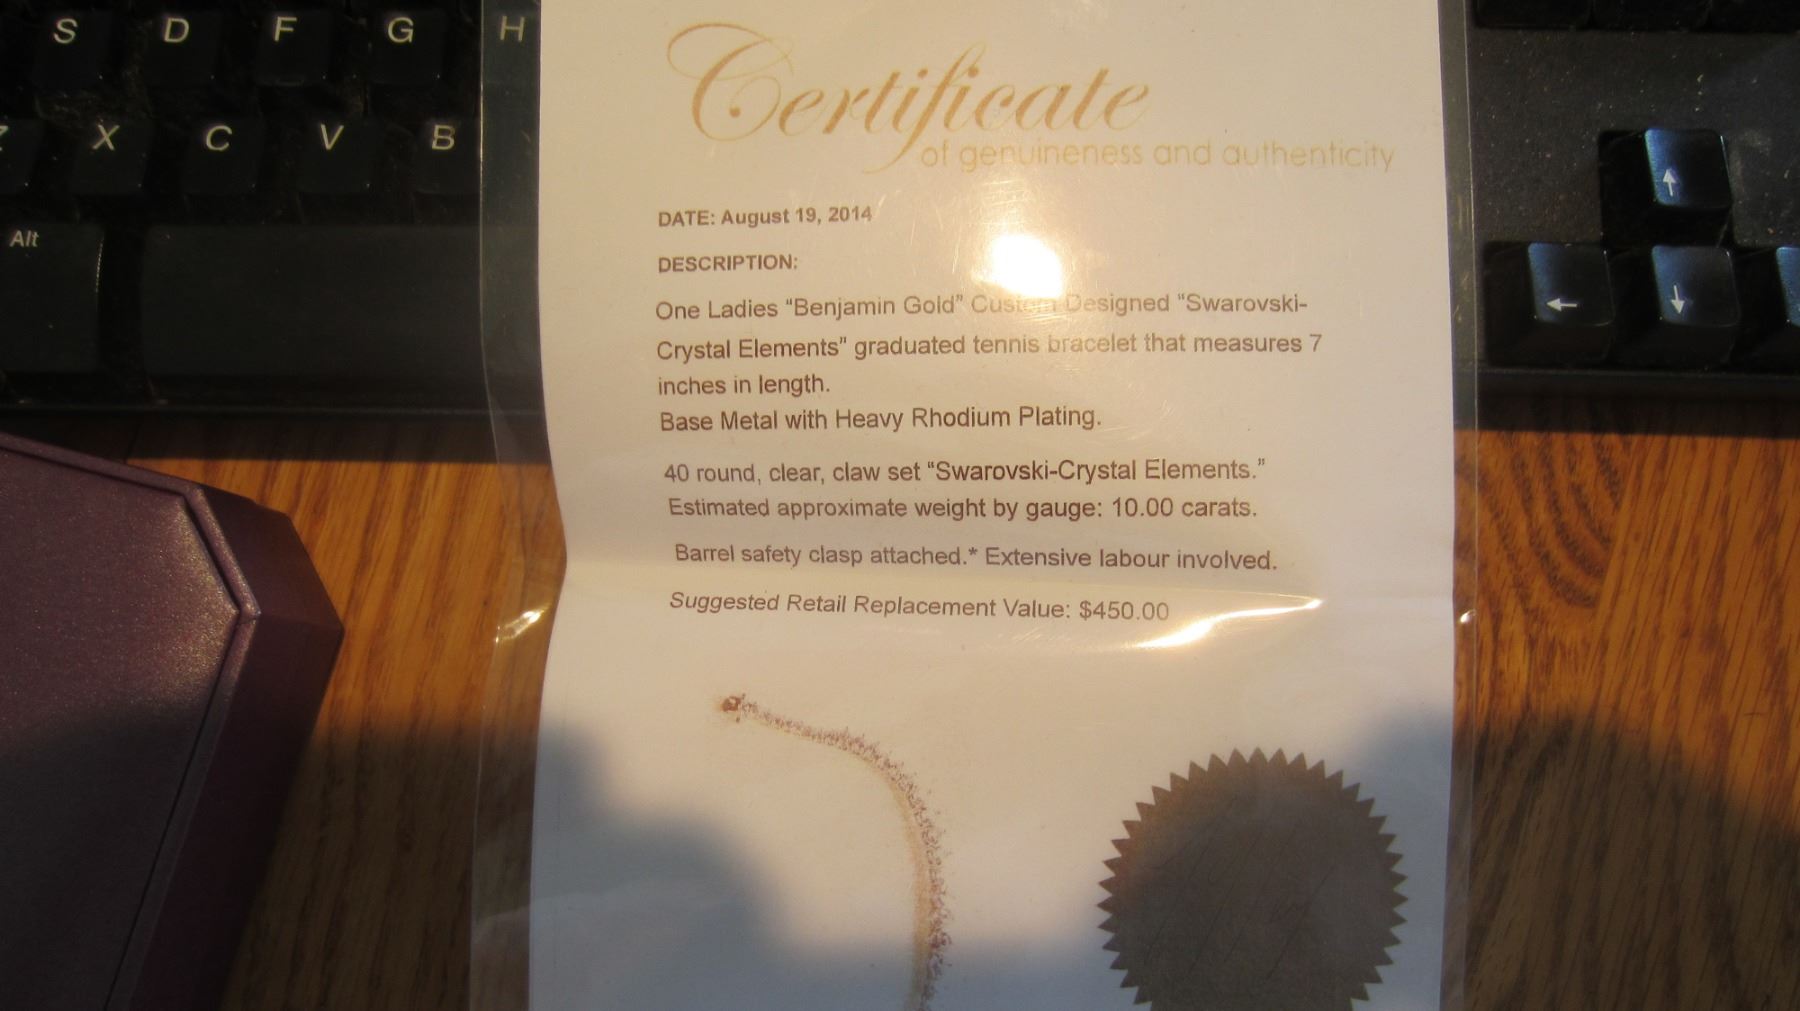 S D F G H
X C V B
Alt
Certificate
of genuineness and authenticity
DATE: August 19, 2014
DESCRIPTION:
One Ladies “Benjamin Gold” Custom Designed “Swarovski-
Crystal Elements” graduated tennis bracelet that measures 7
inches in length.
Base Metal with Heavy Rhodium Plating.
40 round, clear, claw set “Swarovski-Crystal Elements.”
Estimated approximate weight by gauge: 10.00 carats.
Barrel safety clasp attached.* Extensive labour involved.
Suggested Retail Replacement Value: $450.00